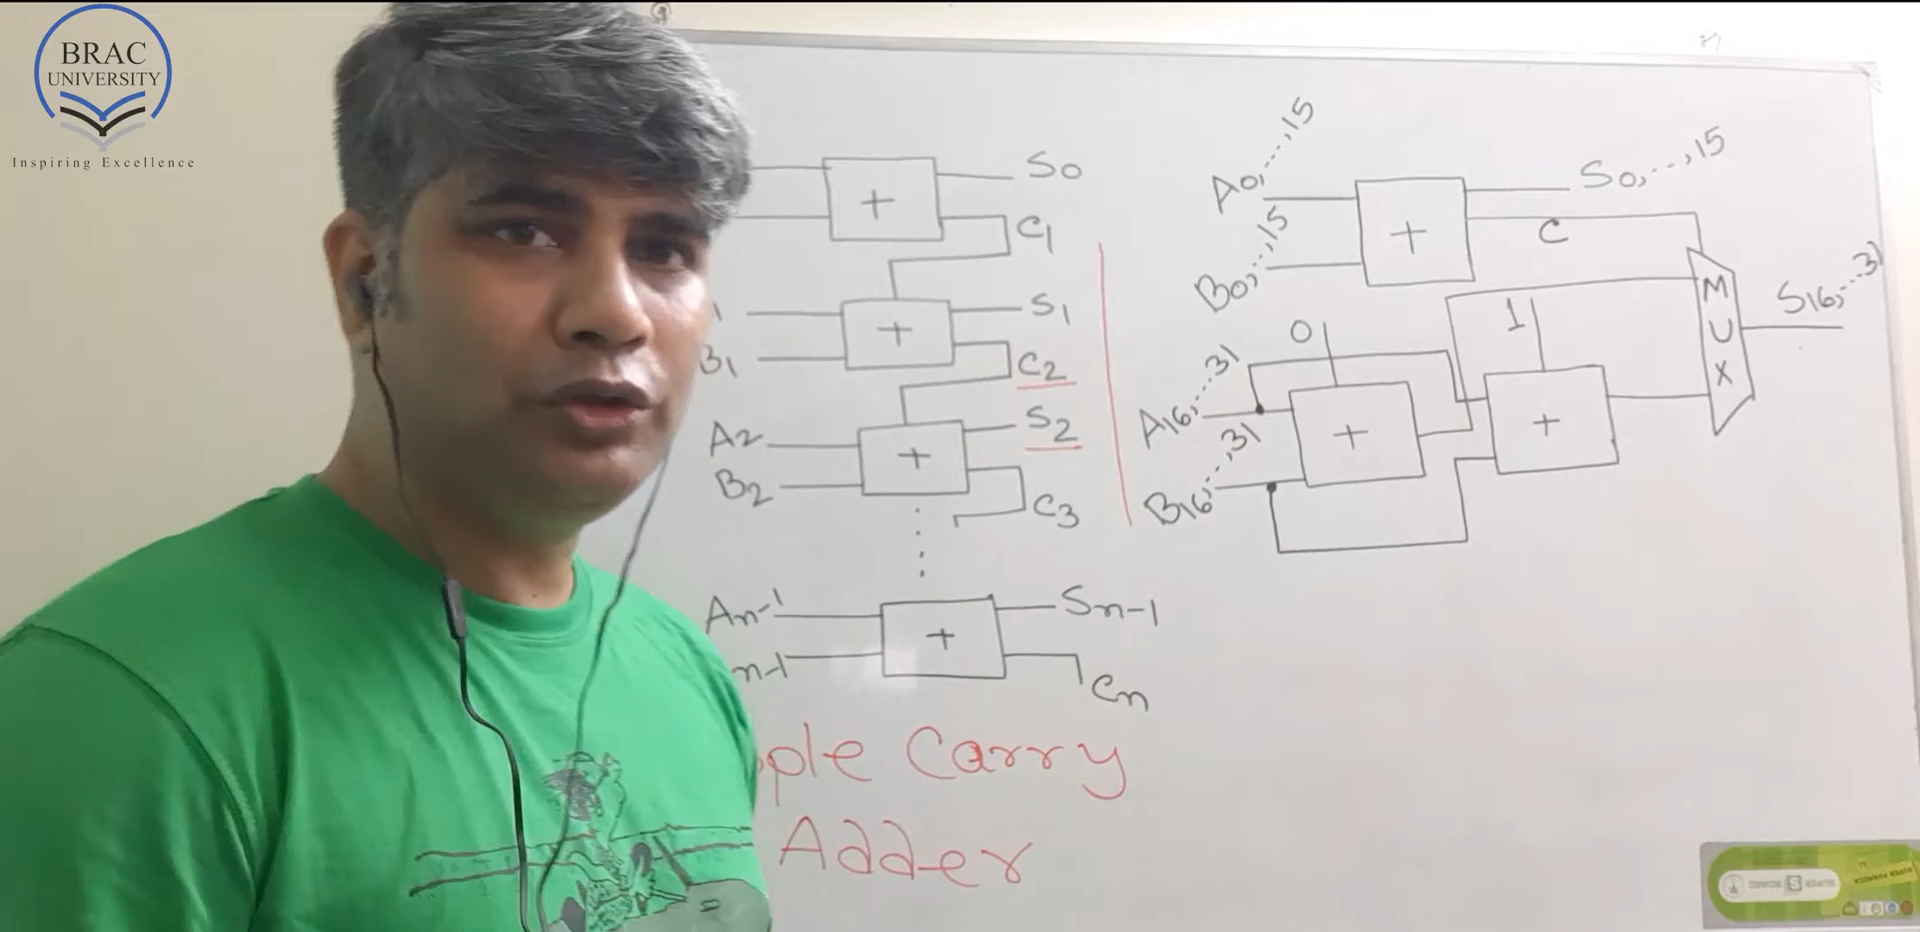 BRAC
UNIVERSITY
Inspiring Excellence
+
S0
C1
+
S1
B1
C2
A2
+
S2
B2
C3
An-1
+
Sn-1
n-1
Cn
ple Carry
Adder
A0,...,15
B0,...,15
+
S0,...,15
C
A16,...31
B16,...,31
0
+
1
+
MUX
S16,...31